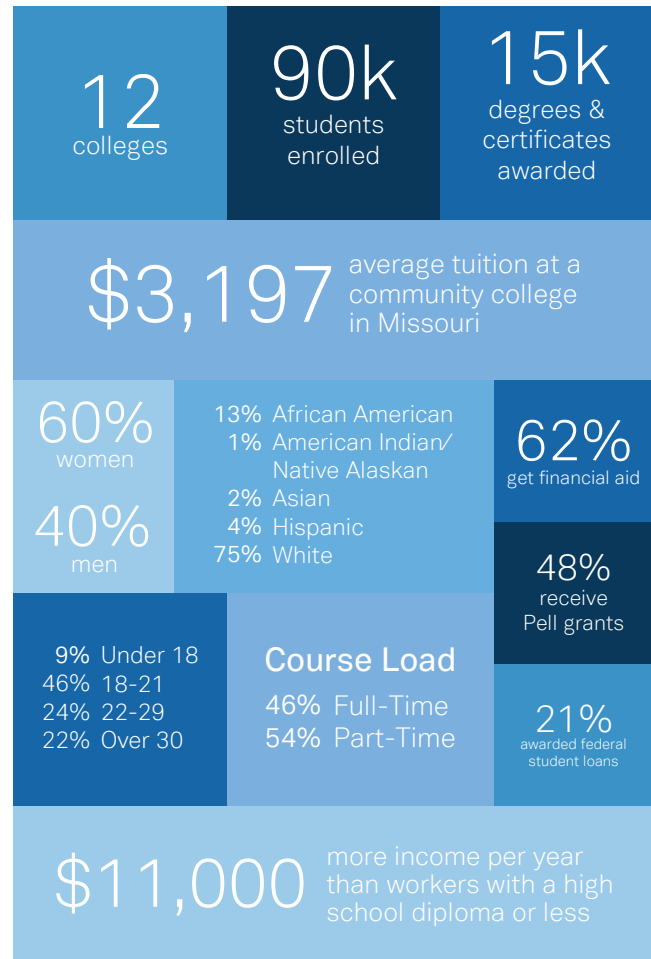 12
colleges
90k
students
enrolled
15k
degrees &
certificates
awarded
$3,197
average tuition at a
community college
in Missouri
60%
women
40%
men
13% African American
1% American Indian/
Native Alaskan
2% Asian
4% Hispanic
75% White
62%
get financial aid
48%
receive
Pell grants
9% Under 18
46% 18-21
24% 22-29
22% Over 30
Course Load
46% Full-Time
54% Part-Time
21%
awarded federal
student loans
$11,000
more income per year
than workers with a high
school diploma or less